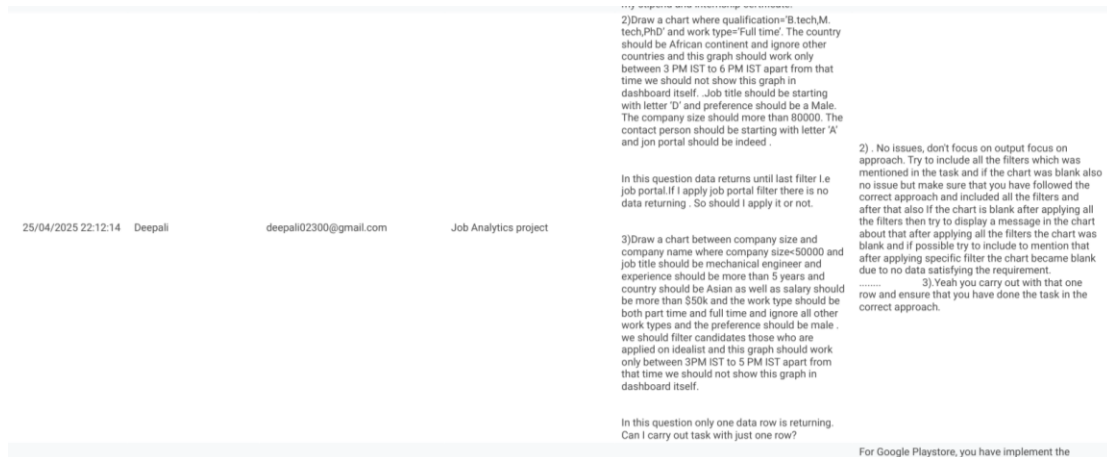 my stipend and internship certificate.
2)Draw a chart where qualification='B.tech,M.
tech,PhD' and work type='Full time'. The country
should be African continent and ignore other
countries and this graph should work only
between 3 PM IST to 6 PM IST apart from that
time we should not show this graph in
dashboard itself. .Job title should be starting
with letter 'D' and preference should be a Male.
The company size should more than 80000. The
contact person should be starting with letter 'A'
and jon portal should be indeed .
In this question data returns until last filter I.e
job portal.If I apply job portal filter there is no
data returning . So should I apply it or not.
3)Draw a chart between company size and
company name where company size<50000 and
job title should be mechanical engineer and
experience should be more than 5 years and
country should be Asian as well as salary should
be more than $50k and the work type should be
both part time and full time and ignore all other
work types and the preference should be male .
we should filter candidates those who are
applied on idealist and this graph should work
only between 3PM IST to 5 PM IST apart from
that time we should not show this graph in
dashboard itself.
In this question only one data row is returning.
Can I carry out task with just one row?
25/04/2025 22:12:14 Deepali deepali02300@gmail.com Job Analytics project
2) . No issues, don't focus on output focus on
approach. Try to include all the filters which was
mentioned in the task and if the chart was blank also
no issue but make sure that you have followed the
correct approach and included all the filters and
after that also If the chart is blank after applying all
the filters then try to display a message in the chart
about that after applying all the filters the chart was
blank and if possible try to include to mention that
after applying specific filter the chart became blank
due to no data satisfying the requirement.
........ 3).Yeah you carry out with that one
row and ensure that you have done the task in the
correct approach.
For Google Playstore, you have implement the